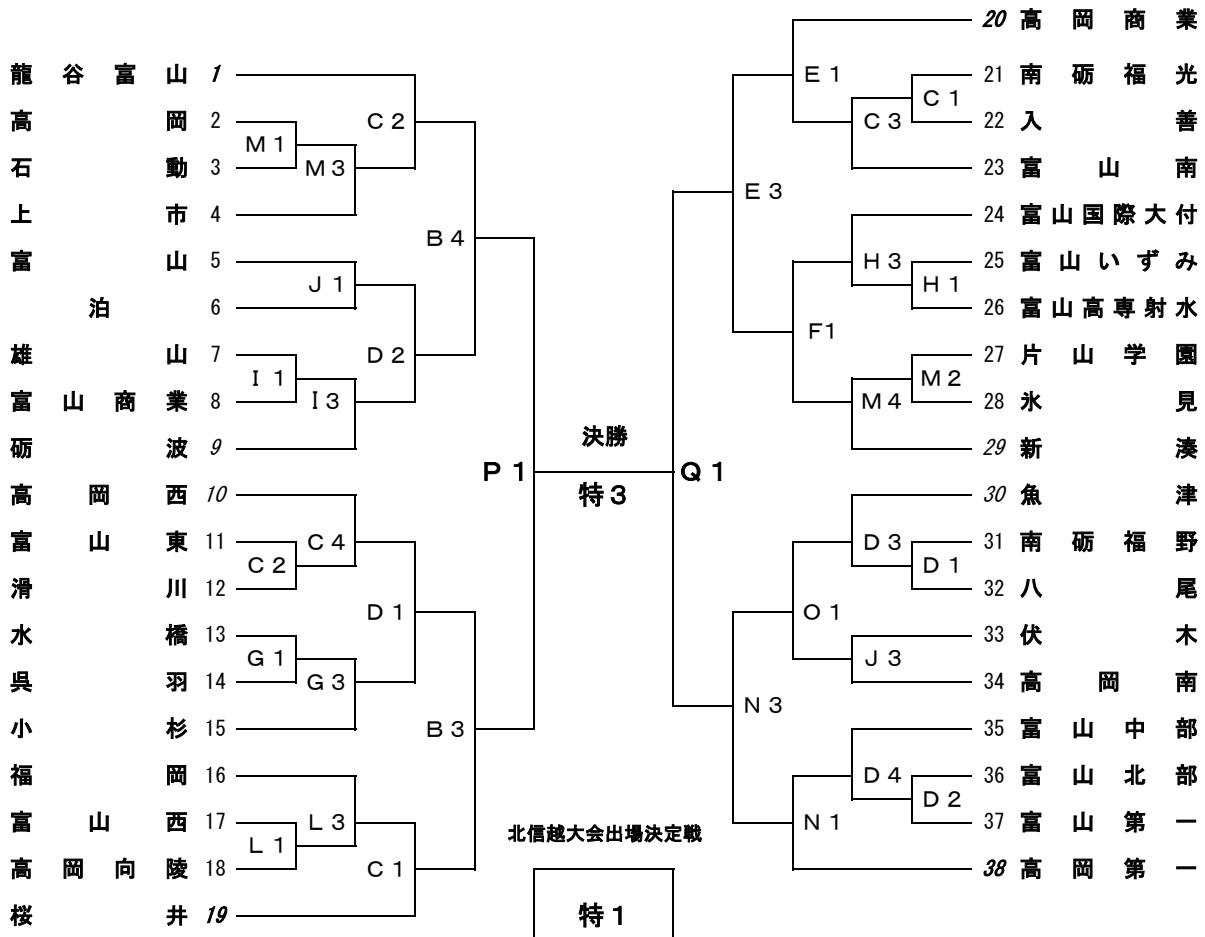 龍谷富山 1
高岡 2
石動 3
上市 4
富山 5
泊 6
雄山 7
富山商業 8
砺波 9
高岡西 10
富山東 11
滑川 12
水橋 13
呉羽 14
小杉 15
福岡 16
富山西 17
高岡向陵 18
桜井 19
C2
M1
M3
B4
J1
D2
I1
I3
C4
C2
D1
G1
G3
B3
L3
L1
C1
P1
決勝
特3
Q1
北信越大会出場決定戦
特1
E1
C1
C3
E3
H3
H1
F1
M2
M4
D3
D1
O1
J3
N3
D4
D2
N1
20 高岡商業
21 南砺福光
22 入善
23 富山南
24 富山国際大付
25 富山いずみ
26 富山高専射水
27 片山学園
28 氷見
29 新湊
30 魚津
31 南砺福野
32 八尾
33 伏木
34 高岡南
35 富山中部
36 富山北部
37 富山第一
38 高岡第一